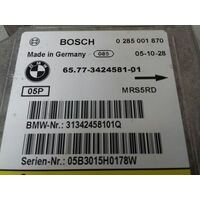 BOSCH 0 285 001 870
Made in Germany 085 05-10-28
BMW
65.77-3424581-01
05P MRS5RD
BMW-Nr.: 31342458101Q
Serien-Nr.: 05B3015H0178W